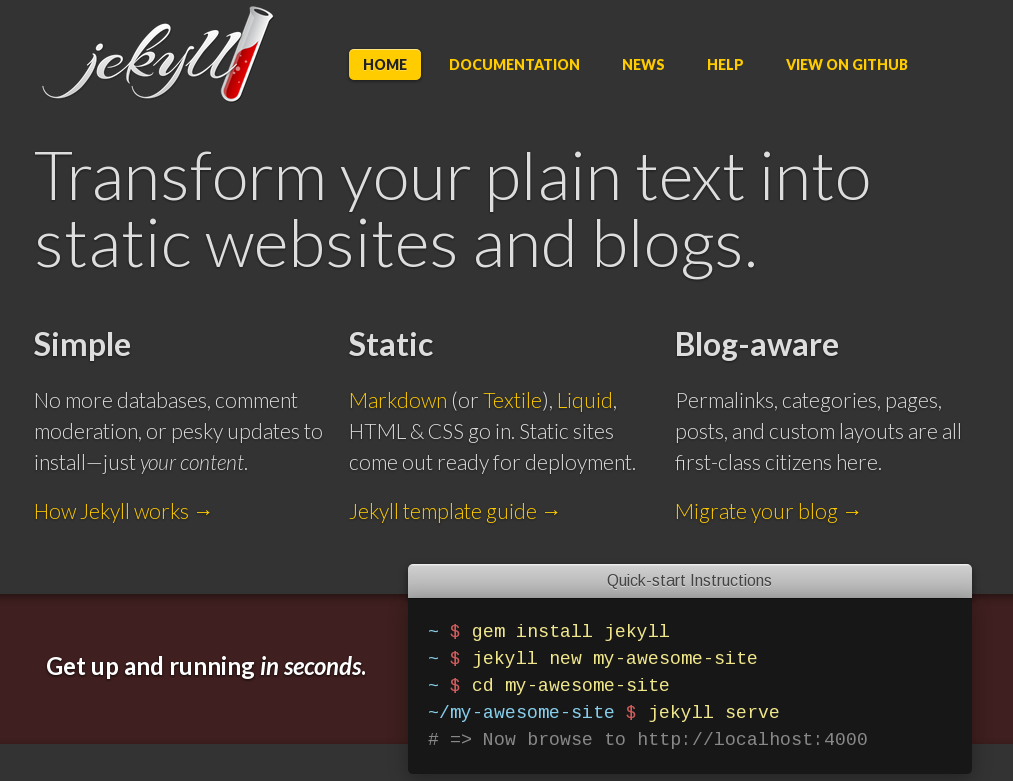 jekyll
HOME DOCUMENTATION NEWS HELP VIEW ON GITHUB
Transform your plain text into
static websites and blogs.
Simple
No more databases, comment
moderation, or pesky updates to
install—just your content.
How Jekyll works →
Static
Markdown (or Textile), Liquid,
HTML & CSS go in. Static sites
come out ready for deployment.
Jekyll template guide →
Blog-aware
Permalinks, categories, pages,
posts, and custom layouts are all
first-class citizens here.
Migrate your blog →
Get up and running in seconds.
Quick-start Instructions
~ $ gem install jekyll
~ $ jekyll new my-awesome-site
~ $ cd my-awesome-site
~/my-awesome-site $ jekyll serve
# => Now browse to http://localhost:4000